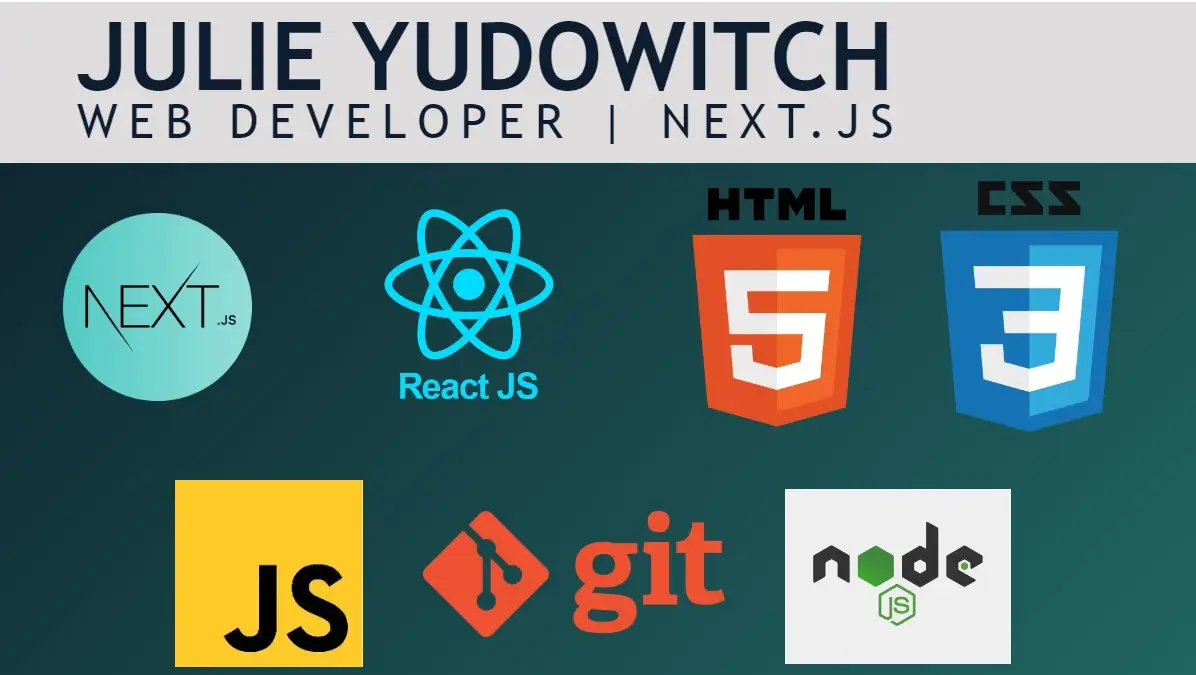 JULIE YUDOWITCH
WEB DEVELOPER | NEXT.JS
NEXT.JS
React JS
HTML
5
CSS
3
JS
git
node
JS